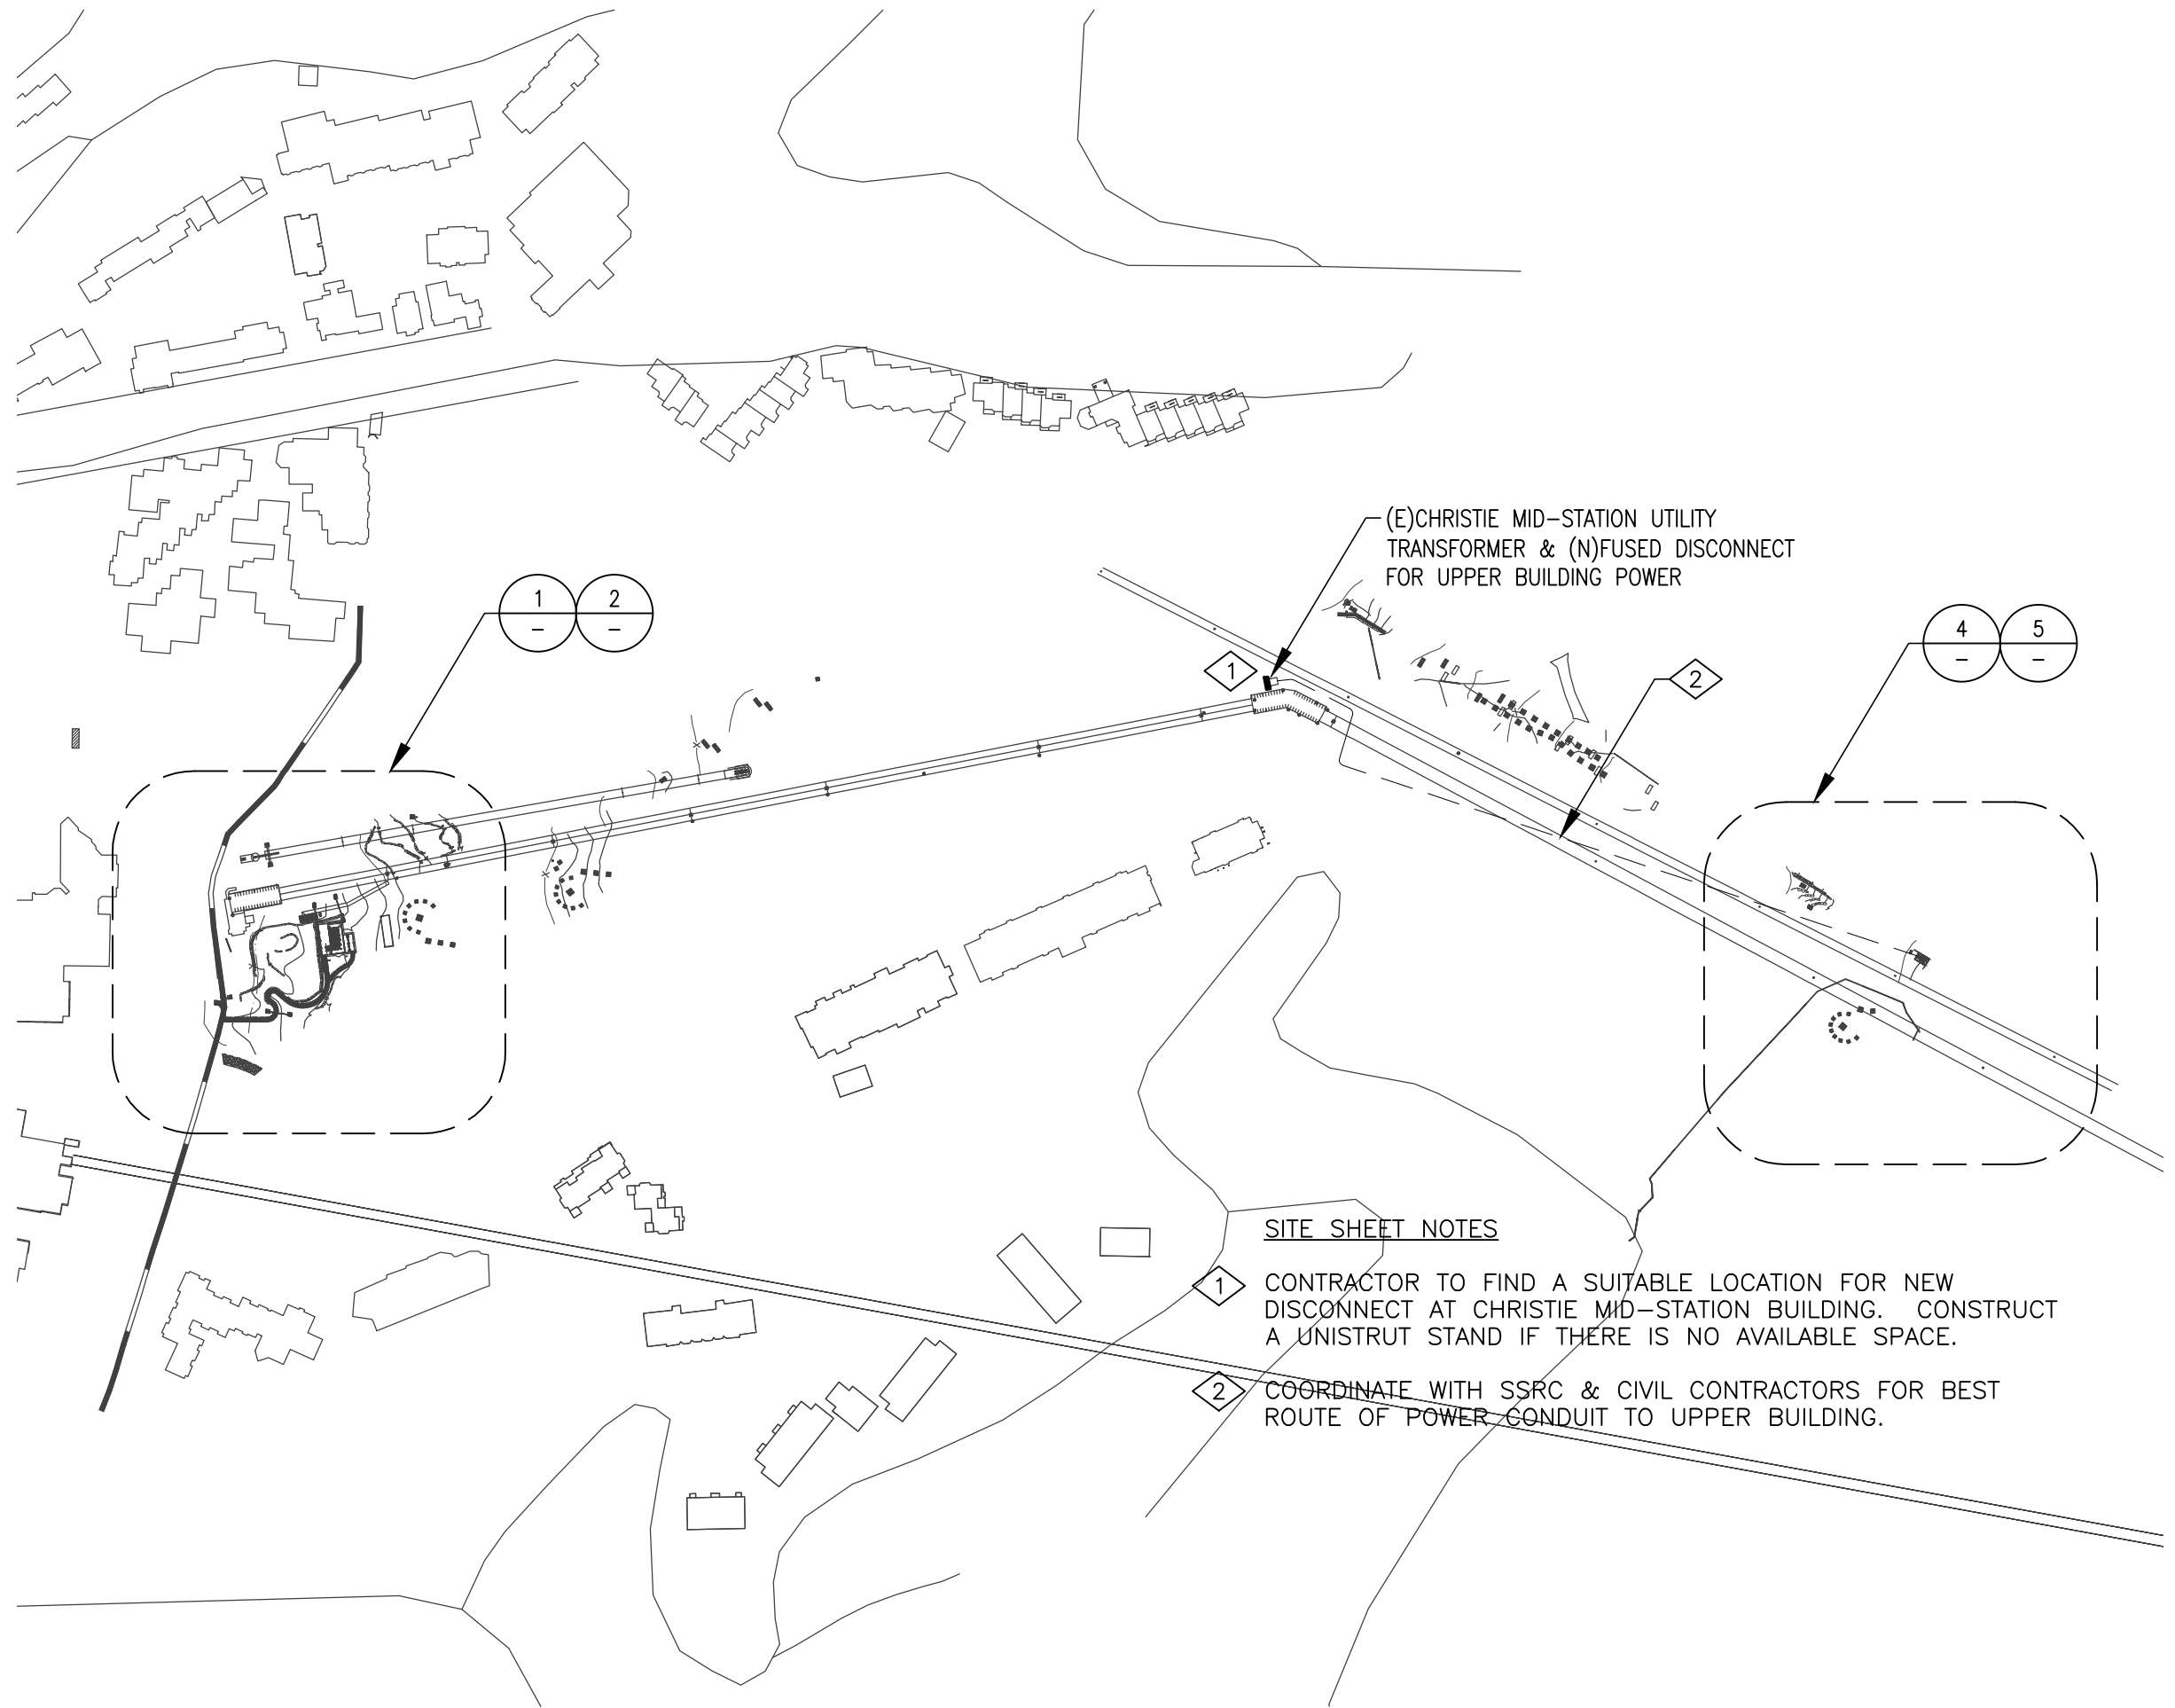 (E)CHRISTIE MID-STATION UTILITY
TRANSFORMER & (N)FUSED DISCONNECT
FOR UPPER BUILDING POWER
1 2
- -
4 5
- -
1
2
SITE SHEET NOTES
1 CONTRACTOR TO FIND A SUITABLE LOCATION FOR NEW
DISCONNECT AT CHRISTIE MID-STATION BUILDING. CONSTRUCT
A UNISTRUT STAND IF THERE IS NO AVAILABLE SPACE.
2 COORDINATE WITH SSRC & CIVIL CONTRACTORS FOR BEST
ROUTE OF POWER CONDUIT TO UPPER BUILDING.